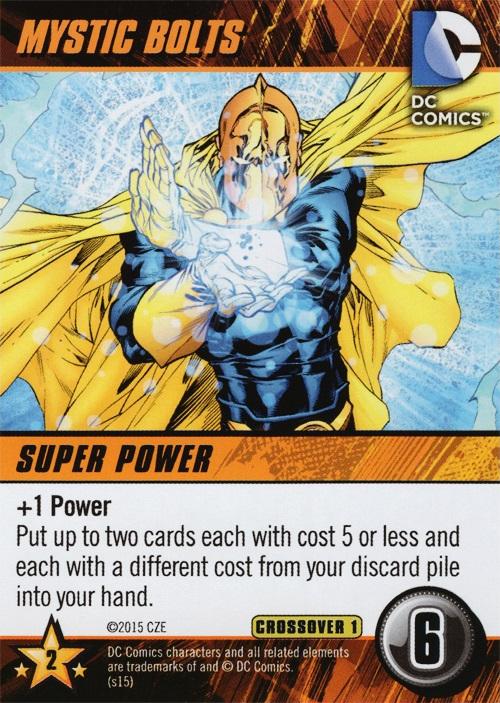 MYSTIC BOLTS
DC
COMICS™
SUPER POWER
+1 Power
Put up to two cards each with cost 5 or less and
each with a different cost from your discard pile
into your hand.
©2015 CZE
CROSSOVER 1
6
2
DC Comics characters and all related elements
are trademarks of and © DC Comics.
(s15)